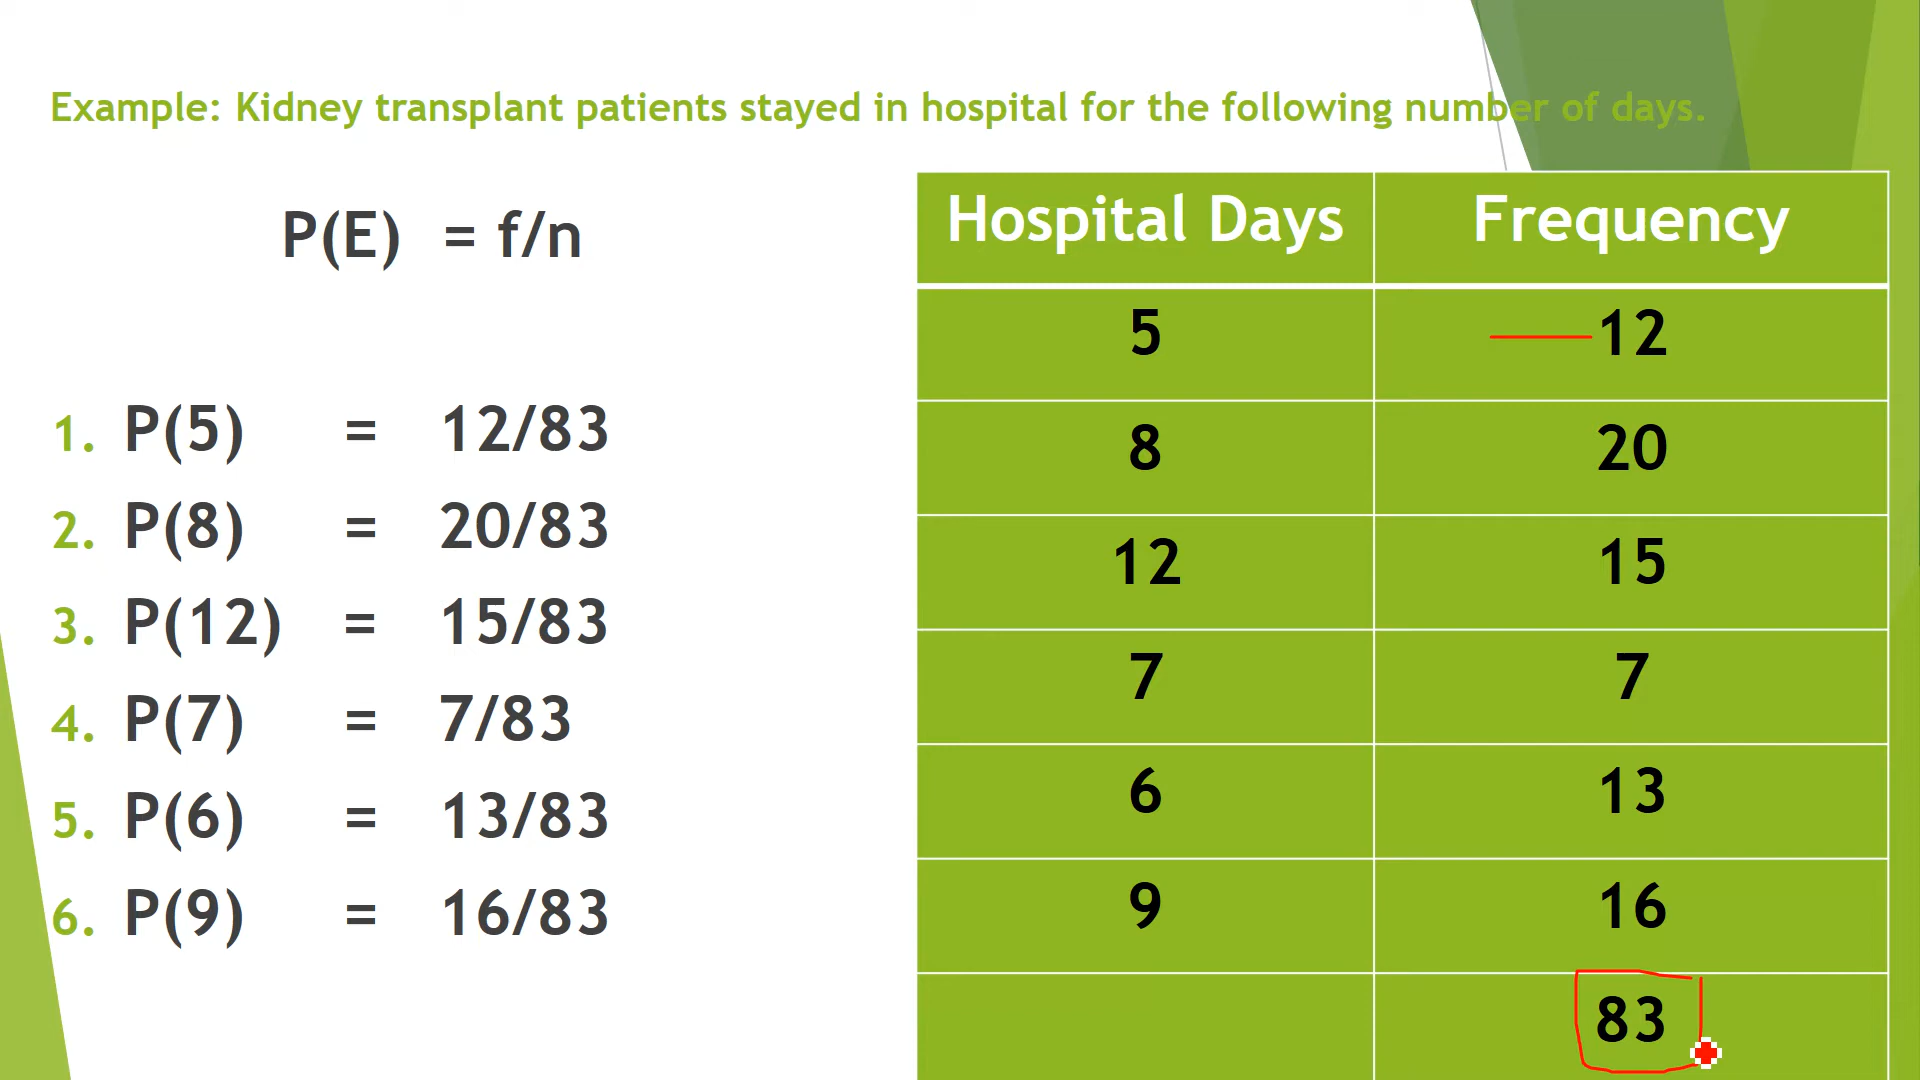 Example: Kidney transplant patients stayed in hospital for the following number of days.
P(E) = f/n
1. P(5) = 12/83
2. P(8) = 20/83
3. P(12) = 15/83
4. P(7) = 7/83
5. P(6) = 13/83
6. P(9) = 16/83
Hospital Days Frequency
5 12
8 20
12 15
7 7
6 13
9 16
83